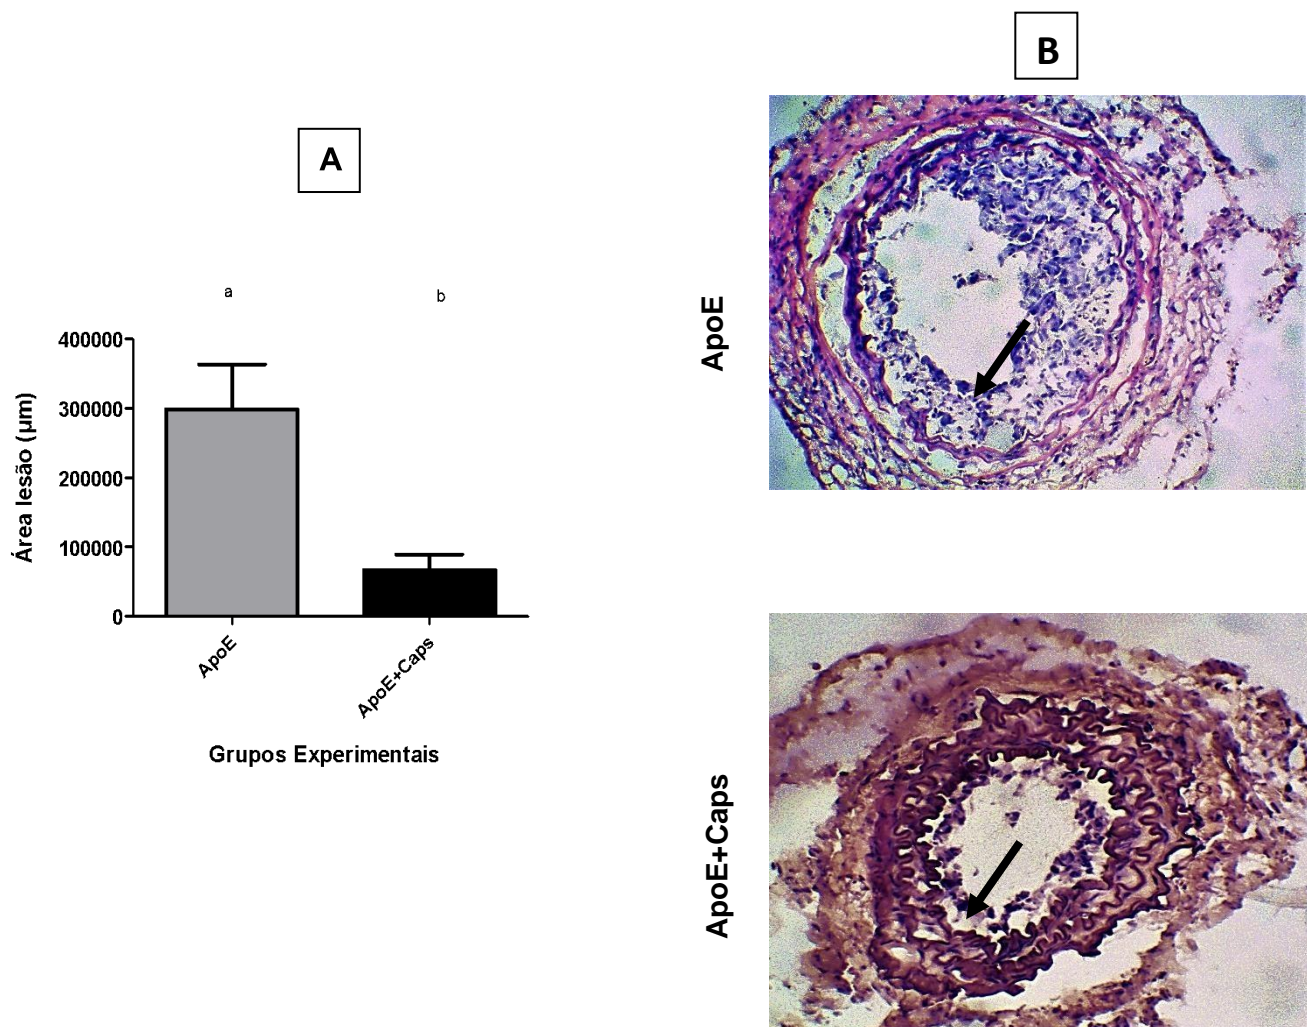 A
a
b
400000
300000
200000
100000
0
Área lesão (µm)
ApoE
ApoE+Caps
Grupos Experimentais
B
ApoE
ApoE+Caps